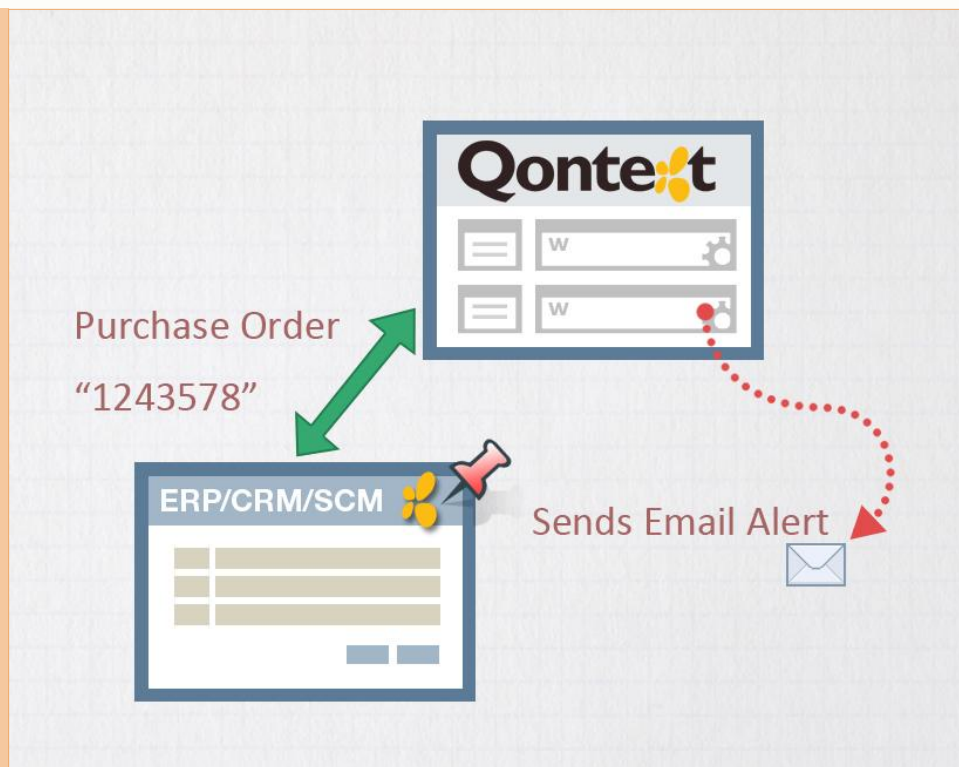 Qontext
W
W
Purchase Order
“1243578”
ERP/CRM/SCM
Sends Email Alert